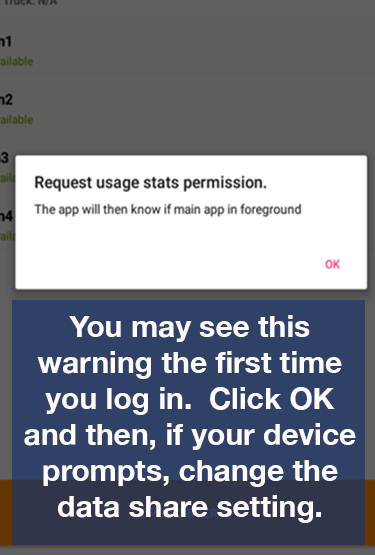 Truck: N/A
n1
ailable
n2
ailable
n3
Request usage stats permission.
The app will then know if main app in foreground
n4
OK
You may see this
warning the first time
you log in.  Click OK
and then, if your device
prompts, change the
data share setting.